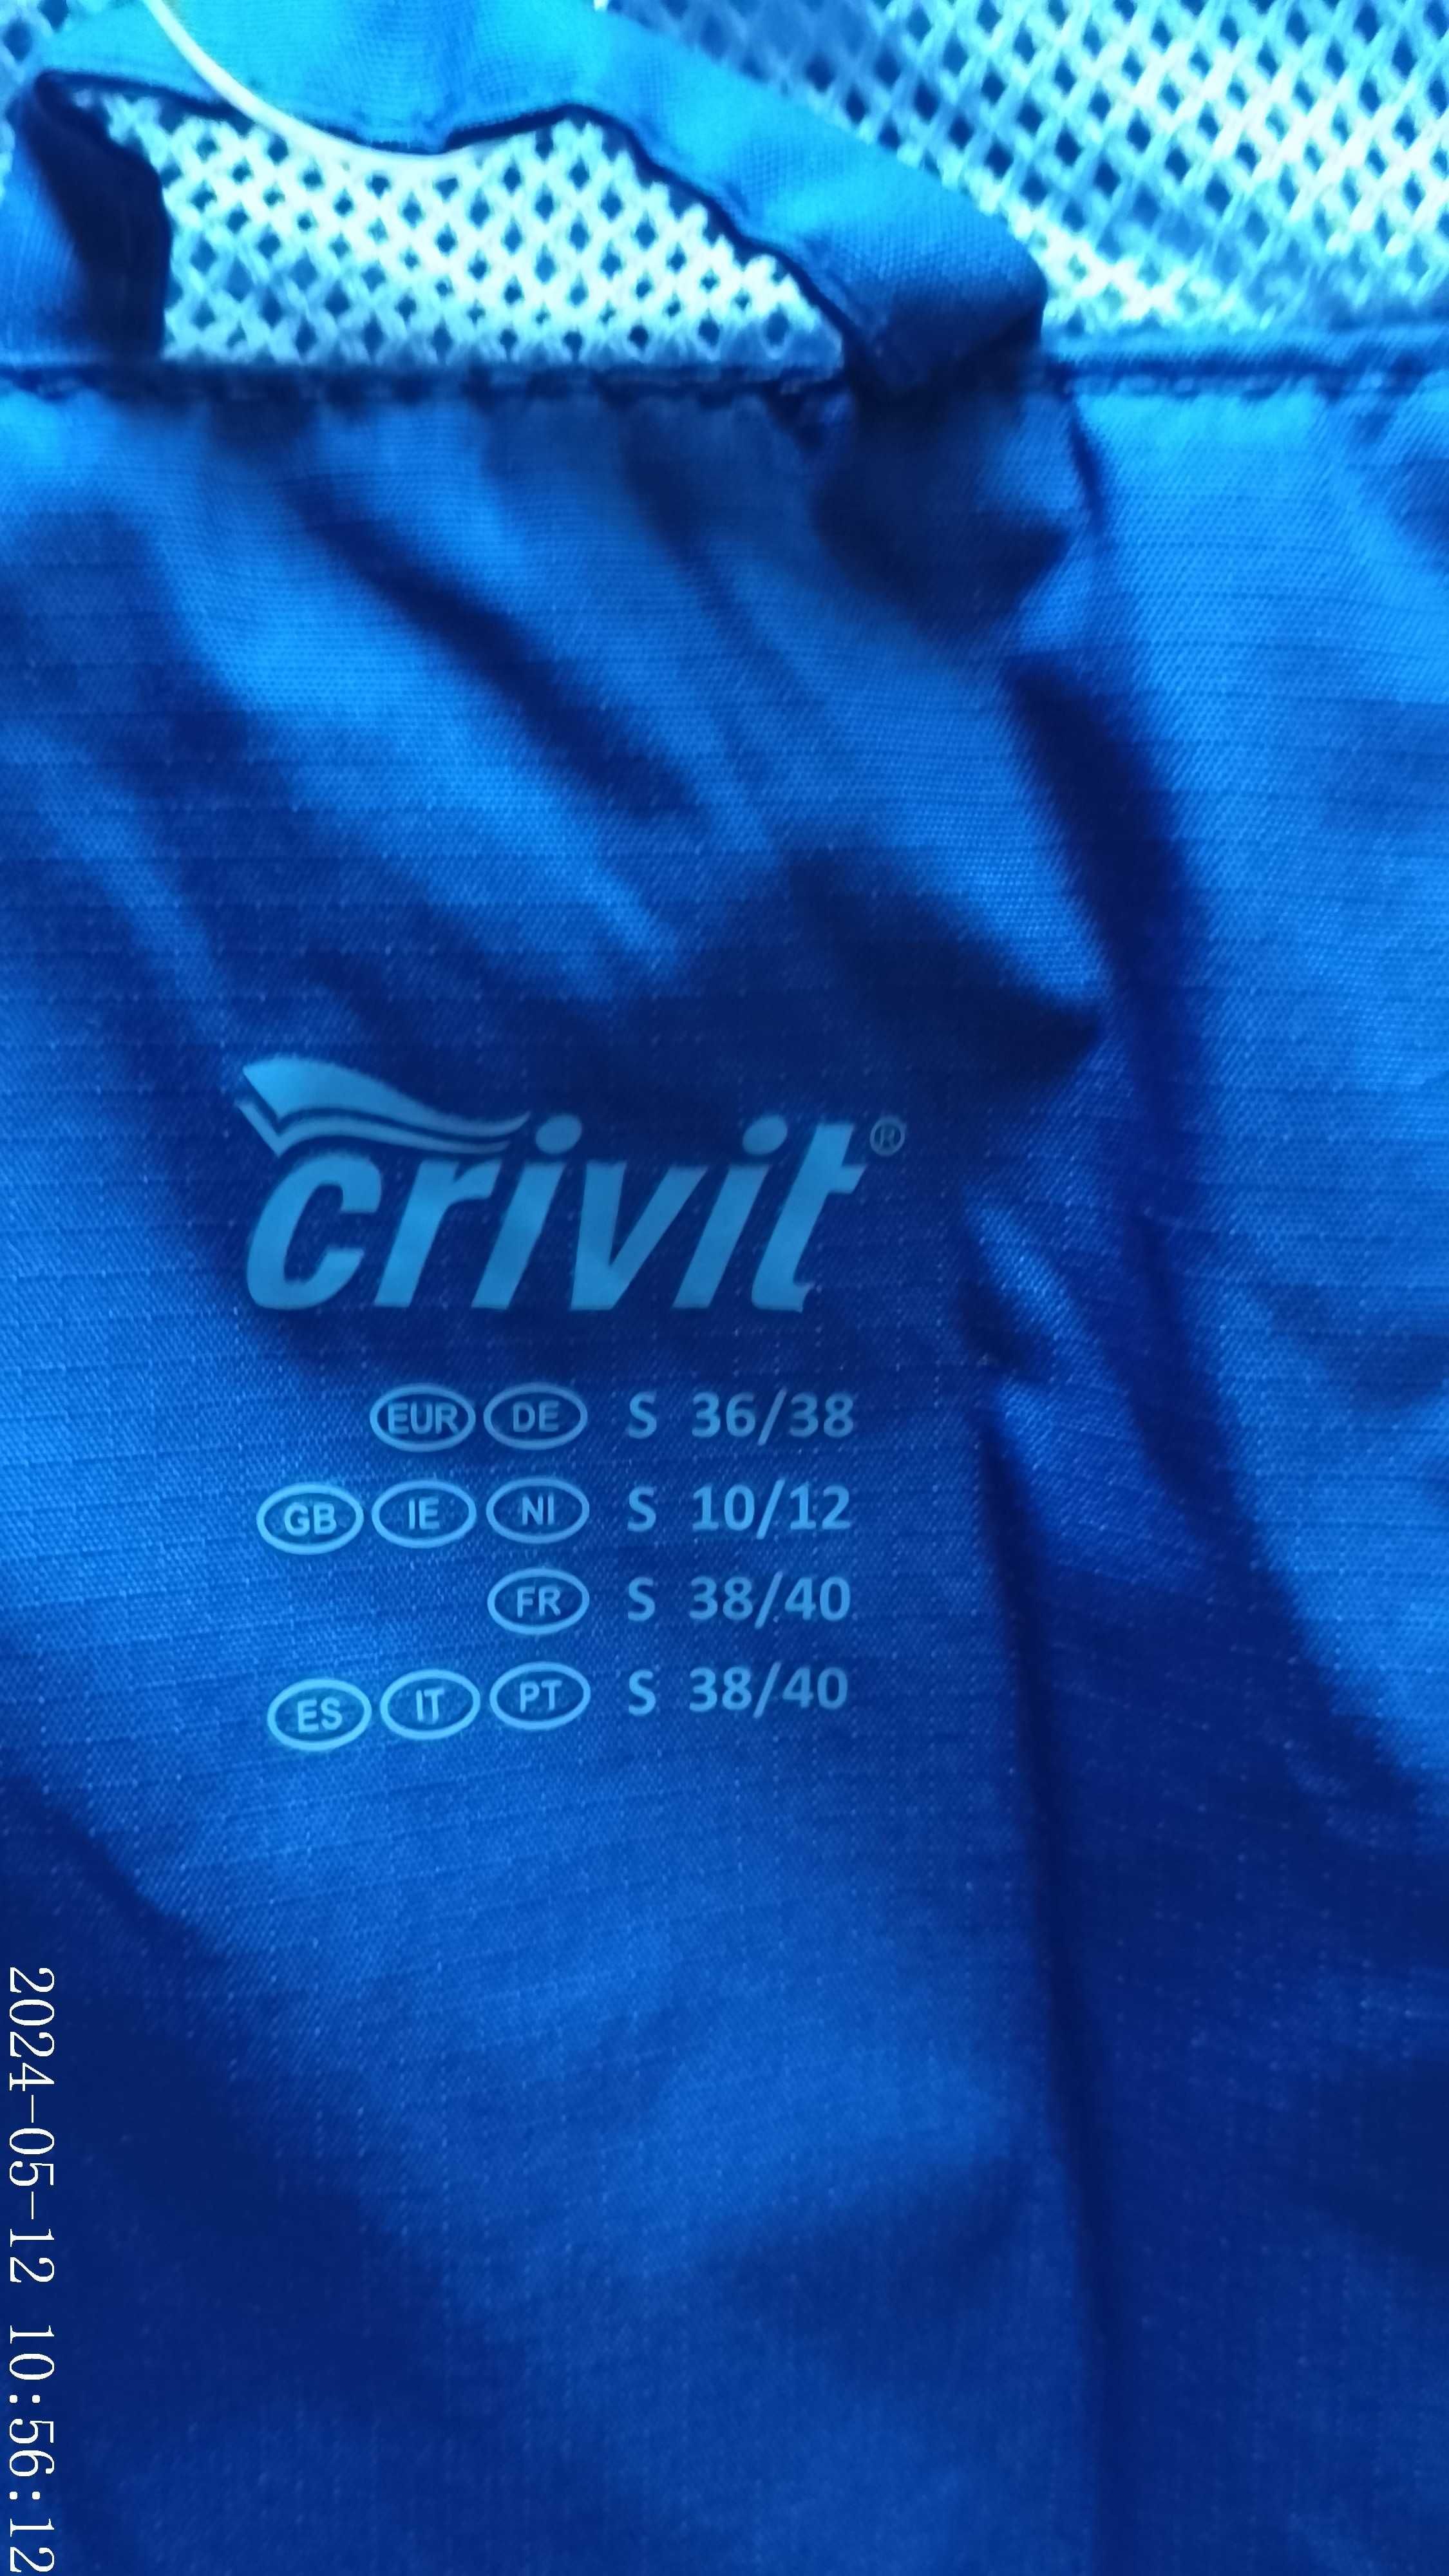 crivit®
EUR DE S 36/38
GB IE NI S 10/12
FR S 38/40
ES IT PT S 38/40
2024-05-12 10:56:12